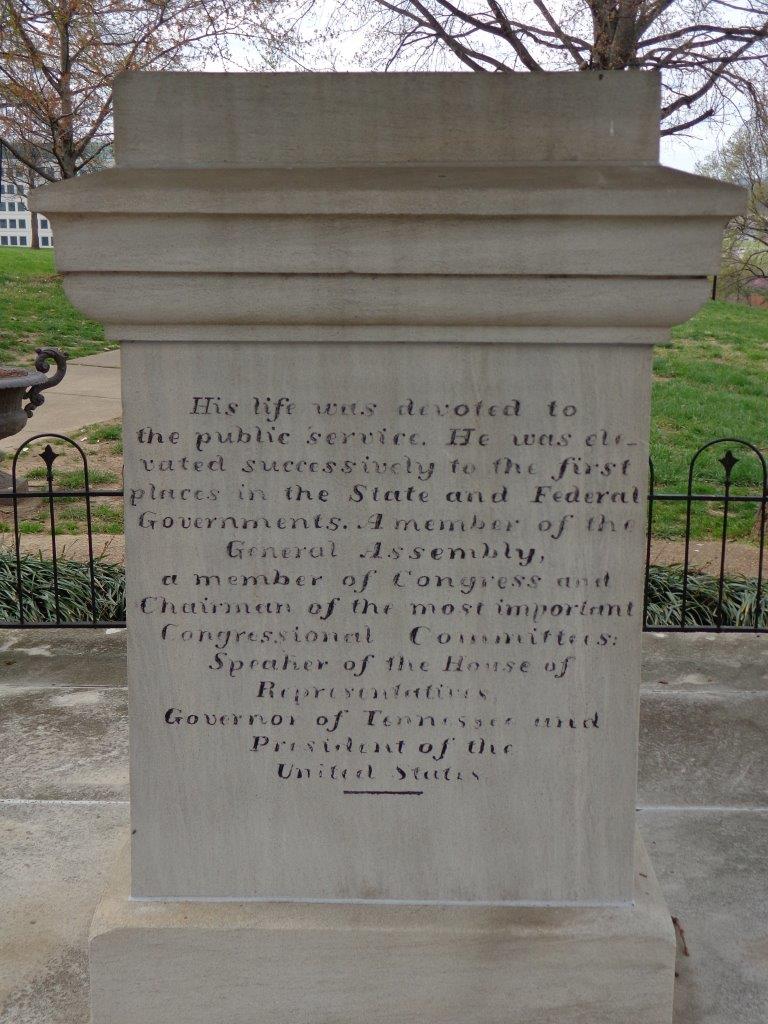 His life was devoted to
the public service. He was ele-
vated successively to the first
places in the State and Federal
Governments. A member of the
General Assembly,
a member of Congress and
Chairman of the most important
Congressional Committees:
Speaker of the House of
Representatives,
Governor of Tennessee and
President of the
United States